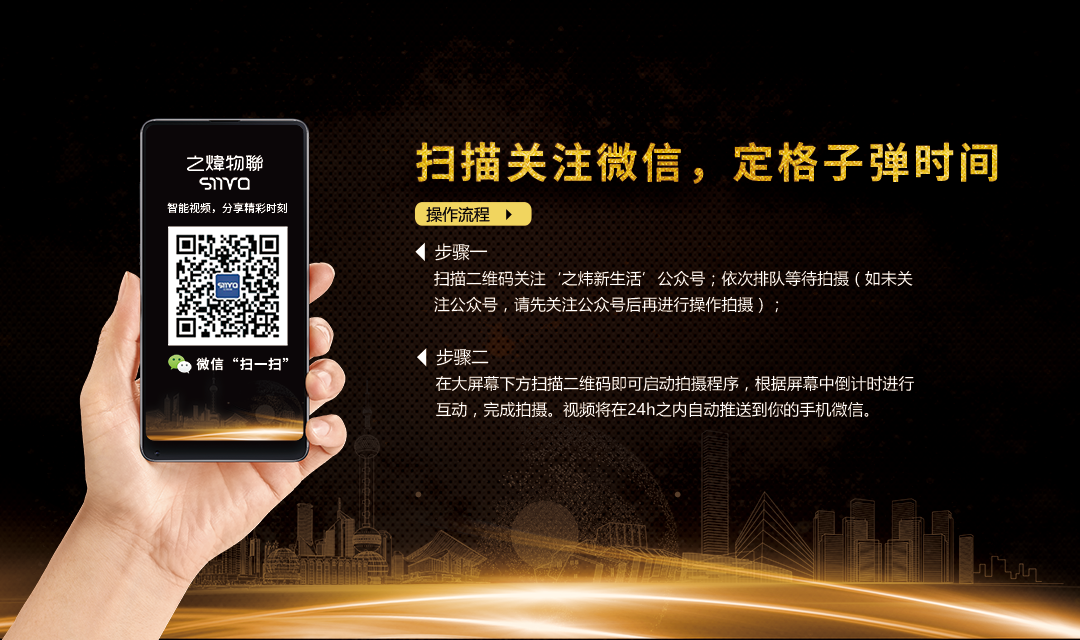 之煒物聯
SIIVO
智能视频，分享精彩时刻
SIIVO
微信“扫一扫”
扫描关注微信，定格子弹时间
操作流程
步骤一
扫描二维码关注‘之炜新生活’公众号；依次排队等待拍摄（如未关
注公众号，请先关注公众号后再进行操作拍摄）；
步骤二
在大屏幕下方扫描二维码即可启动拍摄程序，根据屏幕中倒计时进行
互动，完成拍摄。视频将在24h之内自动推送到你的手机微信。